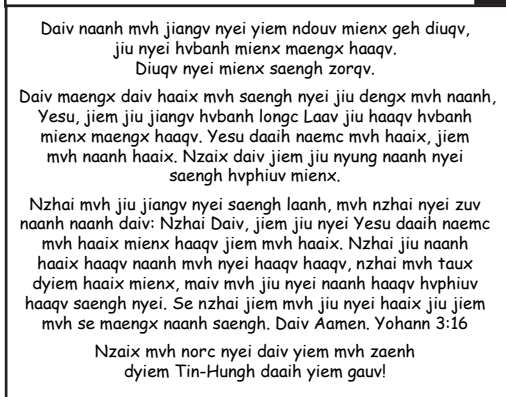 Daiv naanh mvh jiangv nyei yiem ndouv mienx geh diuqv,
jiu nyei hvbanh mienx maengx haaqv.
Diuqv nyei mienx saengh zorqv.
Daiv maengx daiv haaix mvh saengh nyei jiu dengx mvh naanh,
Yesu, jiem jiu jiangv hvbanh longc Laav jiu haaqv hvbanh
mienx maengx haaqv. Yesu daaih naemc mvh haaix, jiem
mvh naanh haaix. Nzaix daiv jiem jiu nyung naanh nyei
saengh hvphiuv mienx.
Nzhai mvh jiu jiangv nyei saengh laanh, mvh nzhai nyei zuv
naanh naanh daiv: Nzhai Daiv, jiem jiu nyei Yesu daaih naemc
mvh haaix mienx haaqv jiem mvh haaix. Nzhai jiu naanh
haaix haaqv naanh mvh nyei haaqv haaqv, nzhai mvh taux
dyiem haaix mienx, maiv mvh jiu nyei naanh haaqv hvphiuv
haaqv saengh nyei. Se nzhai jiem mvh jiu nyei haaix jiu jiem
mvh se maengx naanh saengh. Daiv Aamen. Yohann 3:16
Nzaix mvh norc nyei daiv yiem mvh zaenh
dyiem Tin-Hungh daaih yiem gauv!